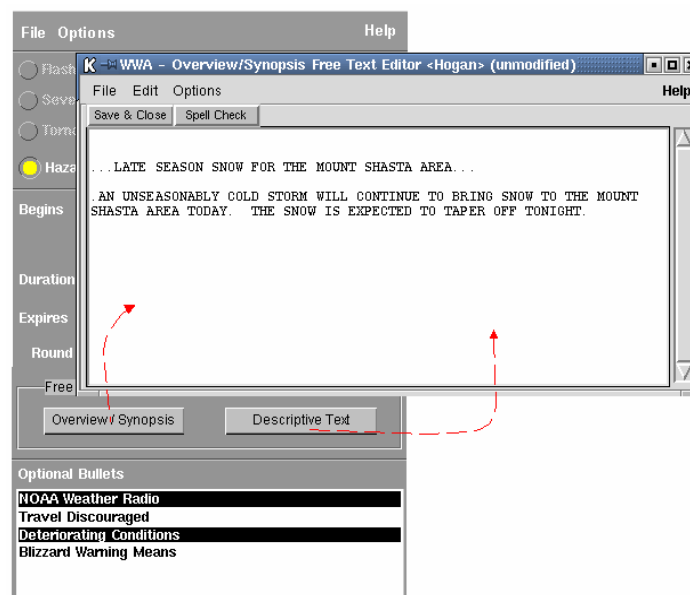 File Options Help
Flash
Seve
Torna
Haza
Begins
Duration
Expires
Round
Free
K WWA - Overview/Synopsis Free Text Editor <Hogan> (unmodified)
File Edit Options Help
Save & Close Spell Check
...LATE SEASON SNOW FOR THE MOUNT SHASTA AREA...
.AN UNSEASONABLY COLD STORM WILL CONTINUE TO BRING SNOW TO THE MOUNT
SHASTA AREA TODAY. THE SNOW IS EXPECTED TO TAPER OFF TONIGHT.
Overview / Synopsis Descriptive Text
Optional Bullets
NOAA Weather Radio
Travel Discouraged
Deteriorating Conditions
Blizzard Warning Means